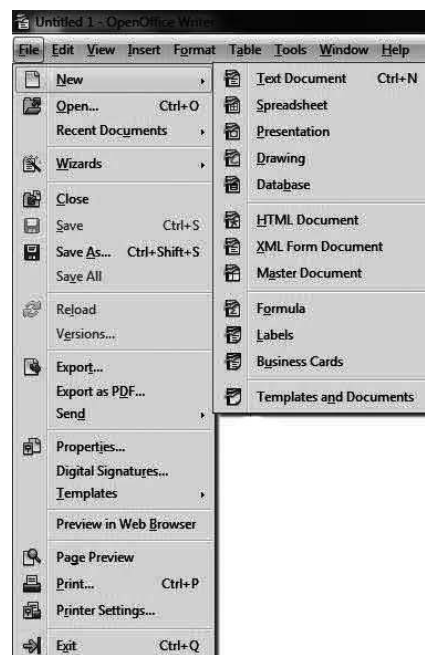 Untitled 1 - OpenOffice Writer
File Edit View Insert Format Table Tools Window Help
New
Open... Ctrl+O
Recent Documents
Wizards
Close
Save Ctrl+S
Save As... Ctrl+Shift+S
Save All
Reload
Versions...
Export...
Export as PDF...
Send
Properties...
Digital Signatures...
Templates
Preview in Web Browser
Page Preview
Print... Ctrl+P
Printer Settings...
Exit Ctrl+Q
Text Document Ctrl+N
Spreadsheet
Presentation
Drawing
Database
HTML Document
XML Form Document
Master Document
Formula
Labels
Business Cards
Templates and Documents